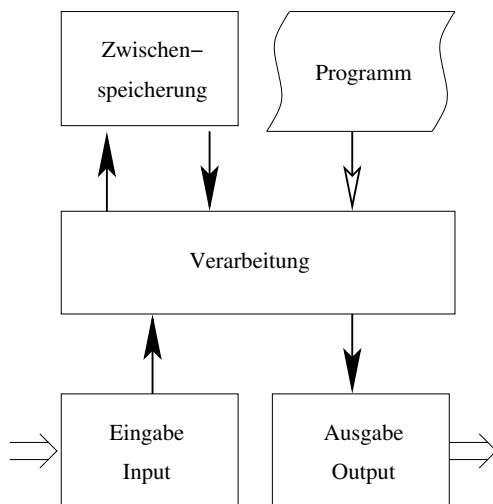 Zwischen−
speicherung
Programm
Verarbeitung
Eingabe
Input
Ausgabe
Output